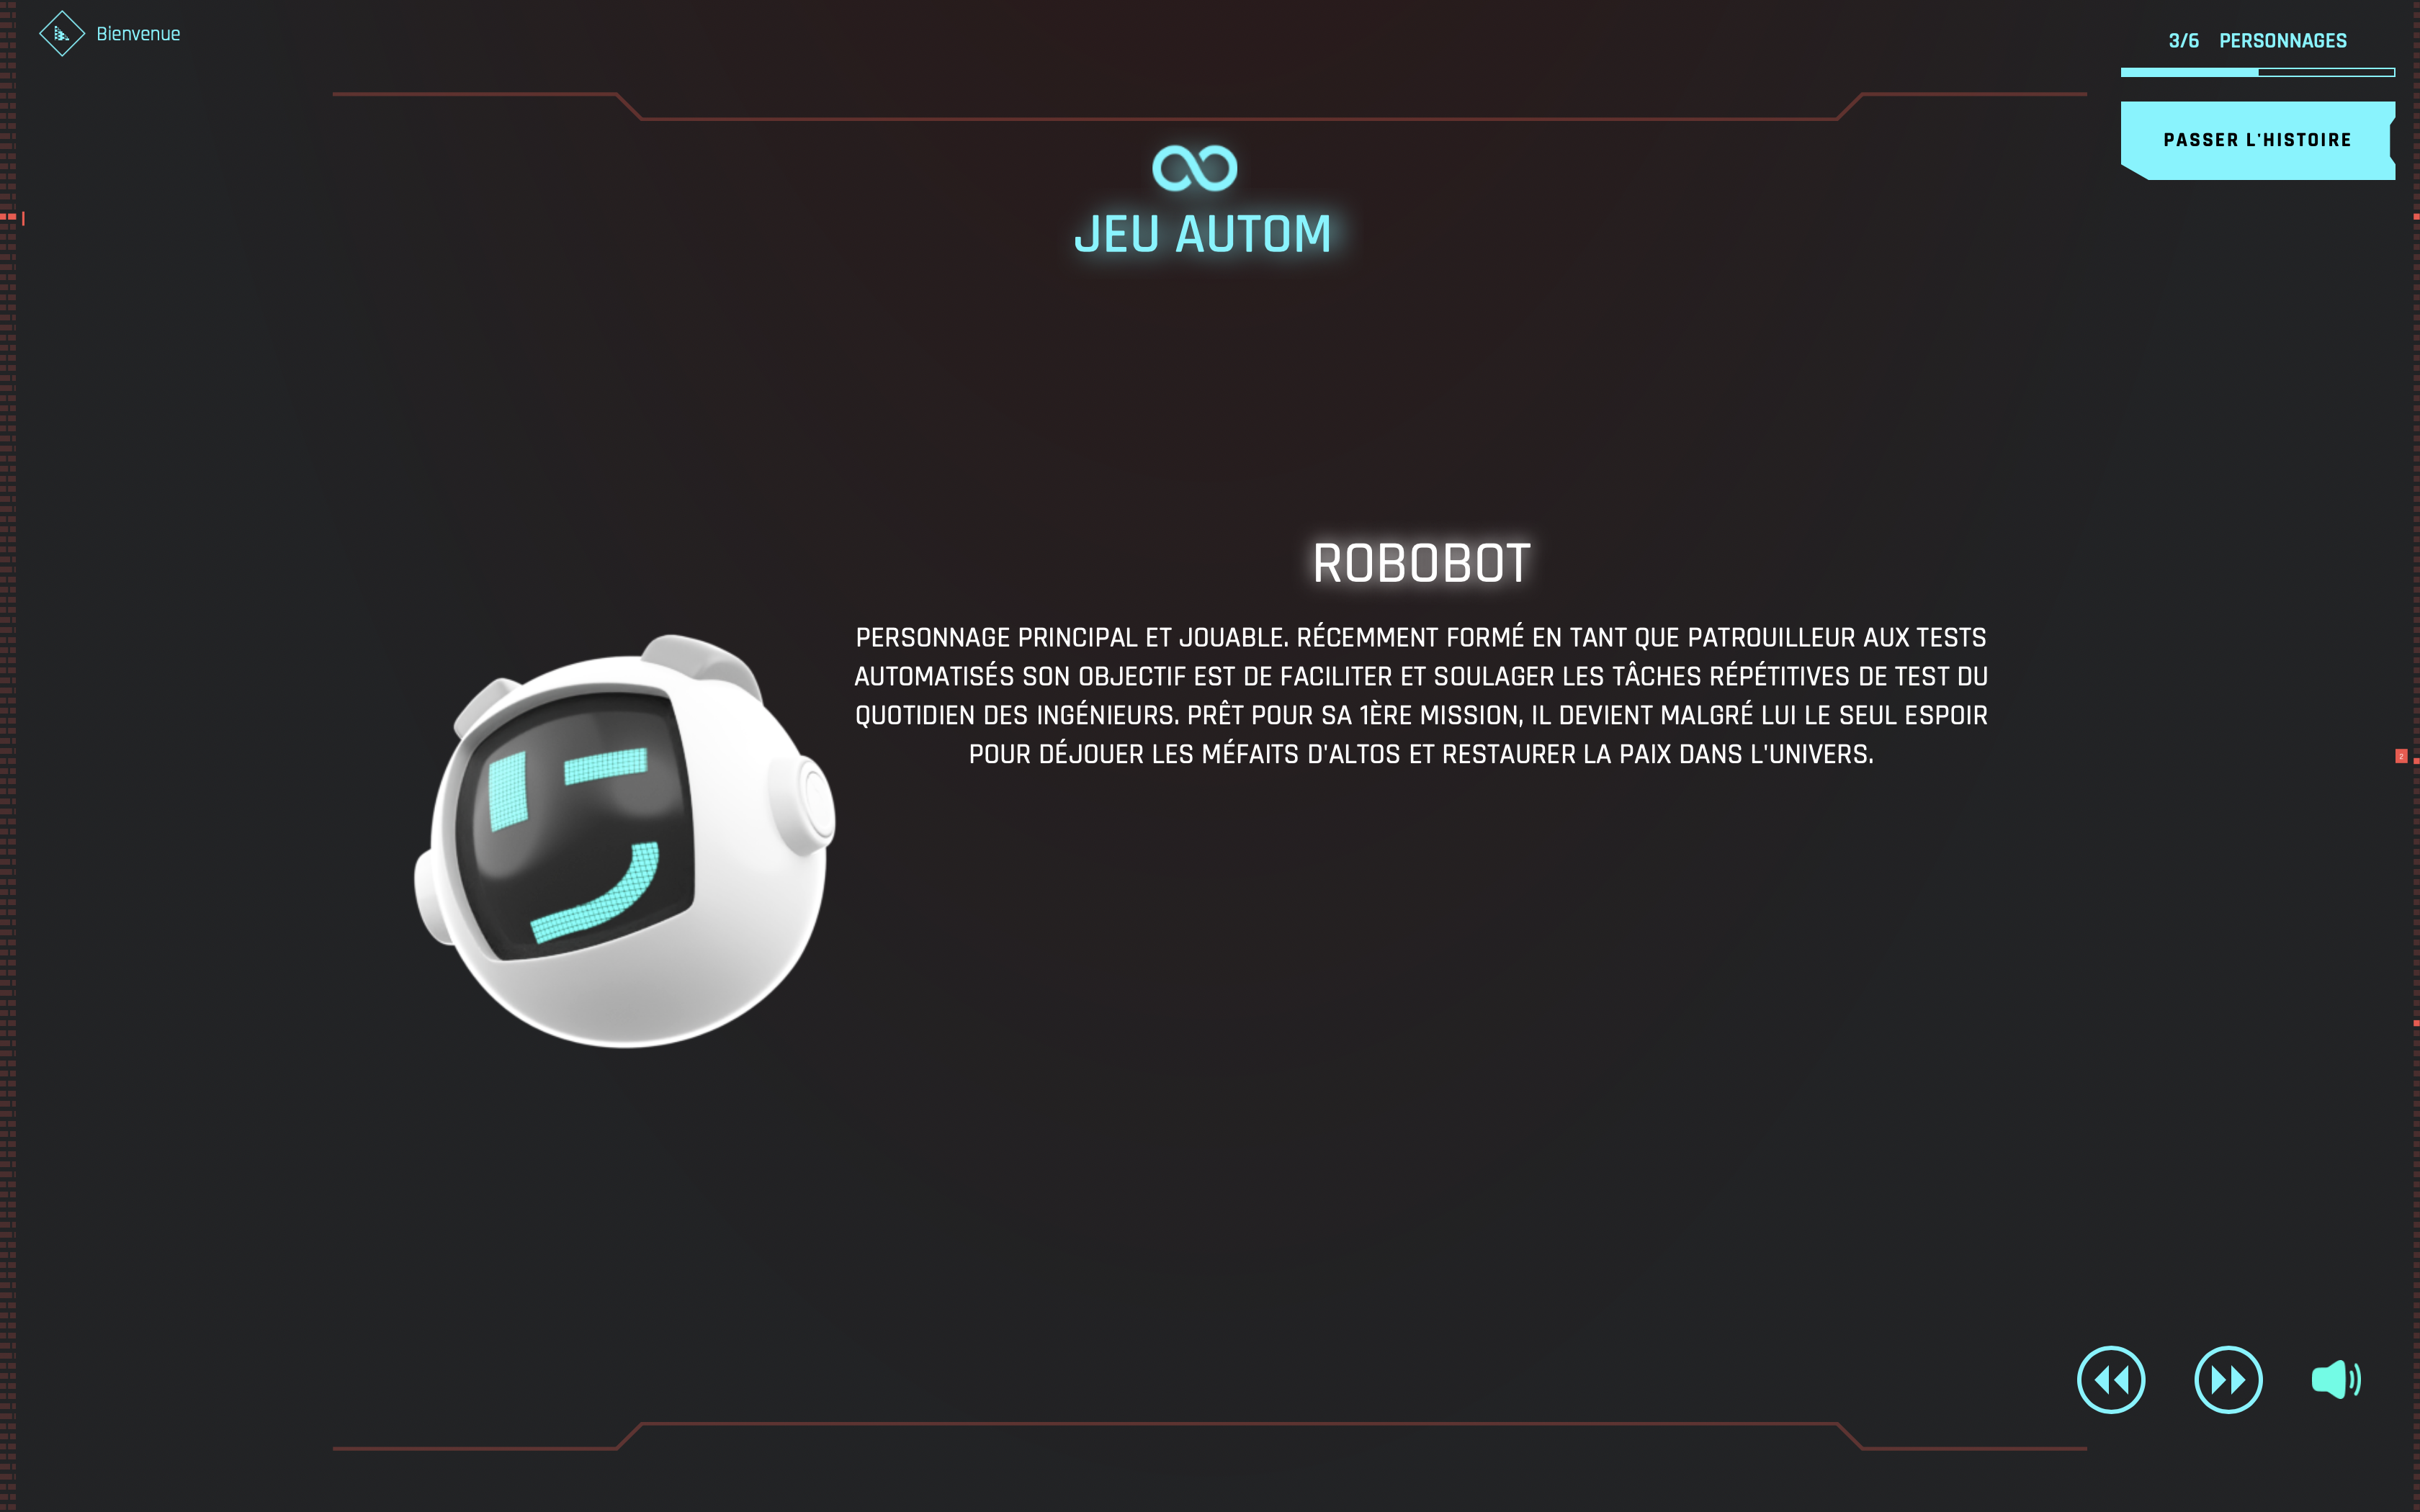 Bienvenue
3/6 PERSONNAGES
PASSER L'HISTOIRE
JEU AUTOM
ROBOBOT
PERSONNAGE PRINCIPAL ET JOUABLE. RÉCEMMENT FORMÉ EN TANT QUE PATROUILLEUR AUX TESTS
AUTOMATISÉS SON OBJECTIF EST DE FACILITER ET SOULAGER LES TÂCHES RÉPÉTITIVES DE TEST DU
QUOTIDIEN DES INGÉNIEURS. PRÊT POUR SA 1ÈRE MISSION, IL DEVIENT MALGRÉ LUI LE SEUL ESPOIR
POUR DÉJOUER LES MÉFAITS D'ALTOS ET RESTAURER LA PAIX DANS L'UNIVERS.
2